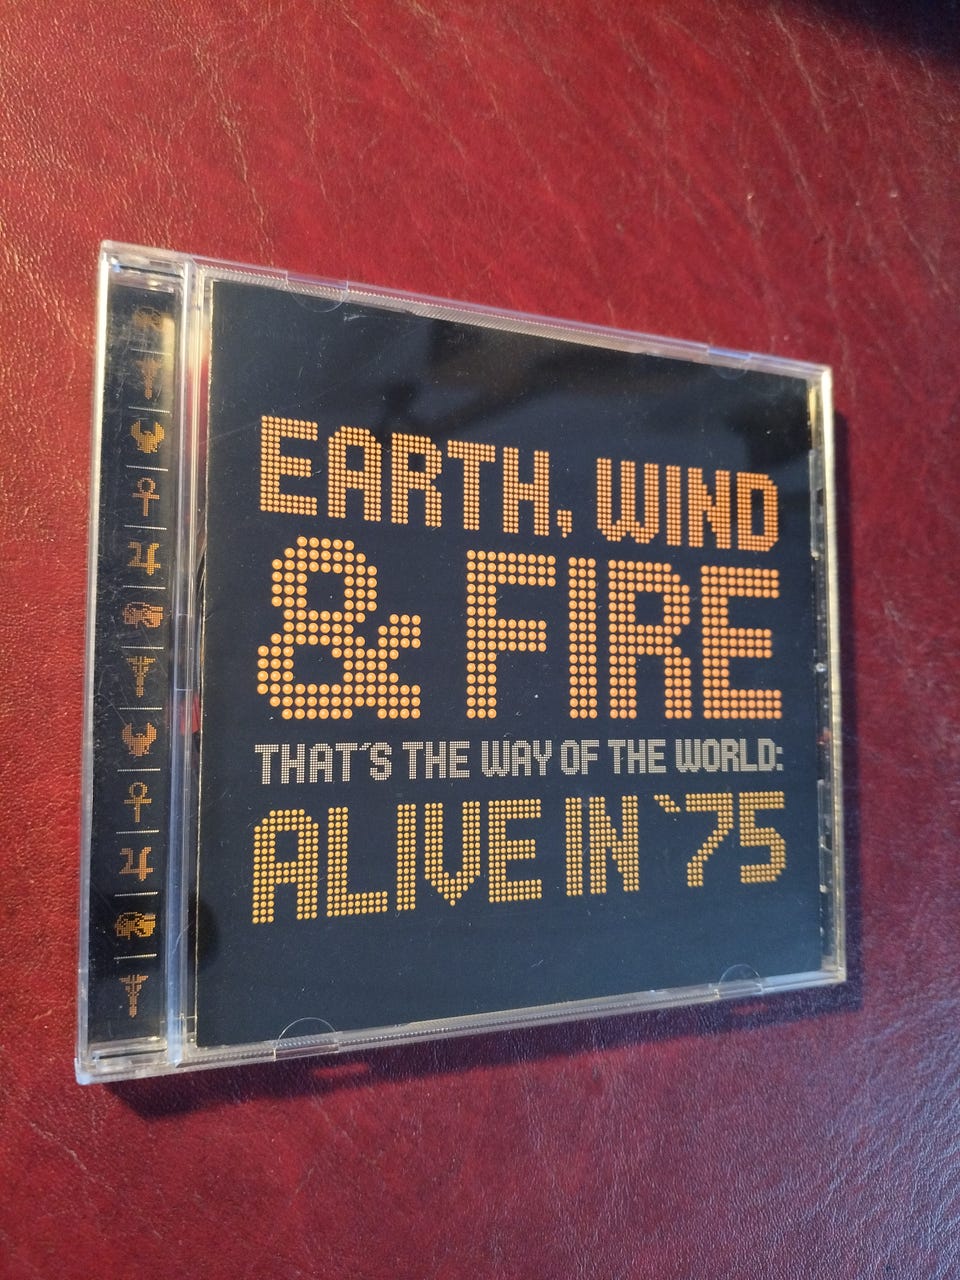 EARTH, WIND
& FIRE
THAT'S THE WAY OF THE WORLD:
ALIVE IN `75